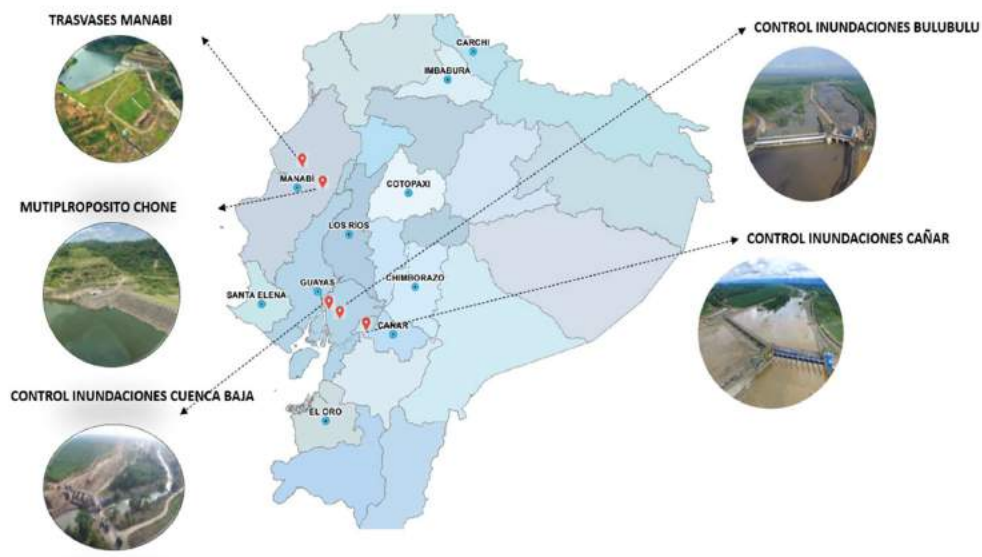 TRASVASES MANABI
CONTROL INUNDACIONES BULUBULU
CARCHI
IMBABURA
MANABÍ
COTOPAXI
MUTIPROPOSITO CHONE
LOS RIOS
CONTROL INUNDACIONES CAÑAR
GUAYAS
CHIMBORAZO
SANTA ELENA
CAÑAR
CONTROL INUNDACIONES CUENCA BAJA
EL ORO